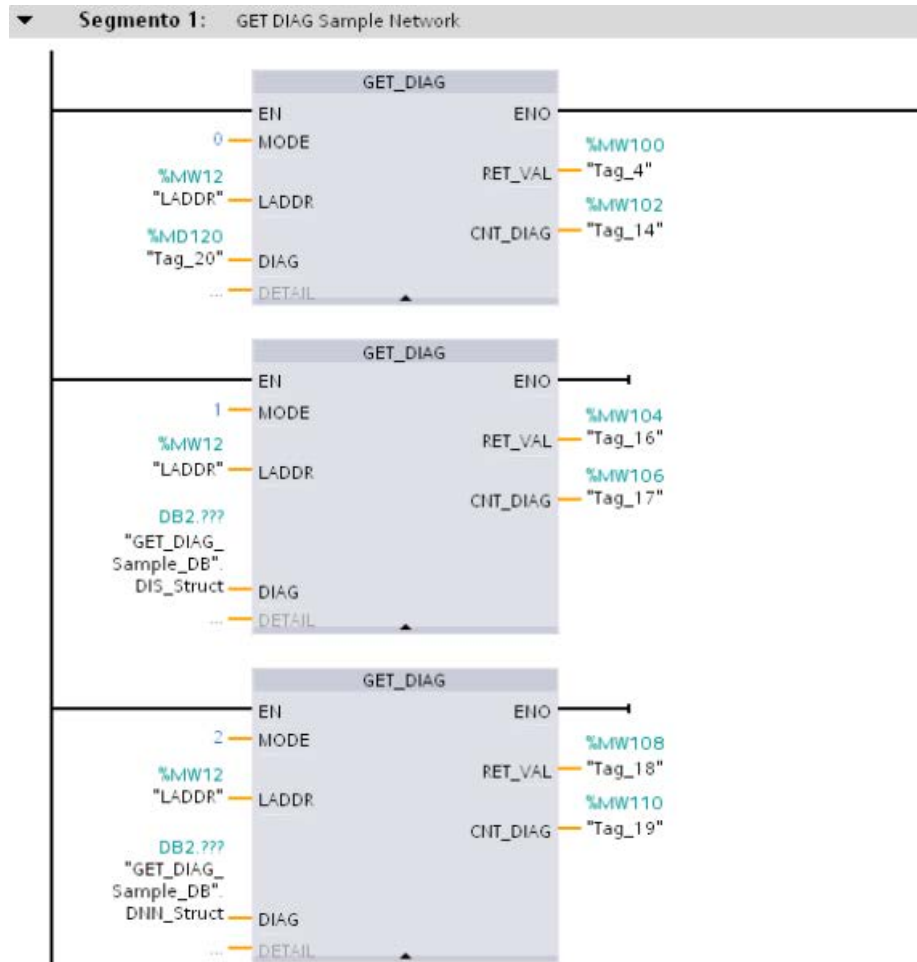 Segmento 1: GET DIAG Sample Network
GET_DIAG
EN ENO
0 MODE
%MW100
RET_VAL "Tag_4"
%MW12
"LADDR" LADDR
%MW102
CNT_DIAG "Tag_14"
%MD120
"Tag_20" DIAG
... DETAIL
GET_DIAG
EN ENO
1 MODE
%MW104
RET_VAL "Tag_16"
%MW12
"LADDR" LADDR
%MW106
CNT_DIAG "Tag_17"
DB2.???
"GET_DIAG_
Sample_DB".
DIS_Struct DIAG
... DETAIL
GET_DIAG
EN ENO
2 MODE
%MW108
RET_VAL "Tag_18"
%MW12
"LADDR" LADDR
%MW110
CNT_DIAG "Tag_19"
DB2.???
"GET_DIAG_
Sample_DB".
DNN_Struct DIAG
... DETAIL